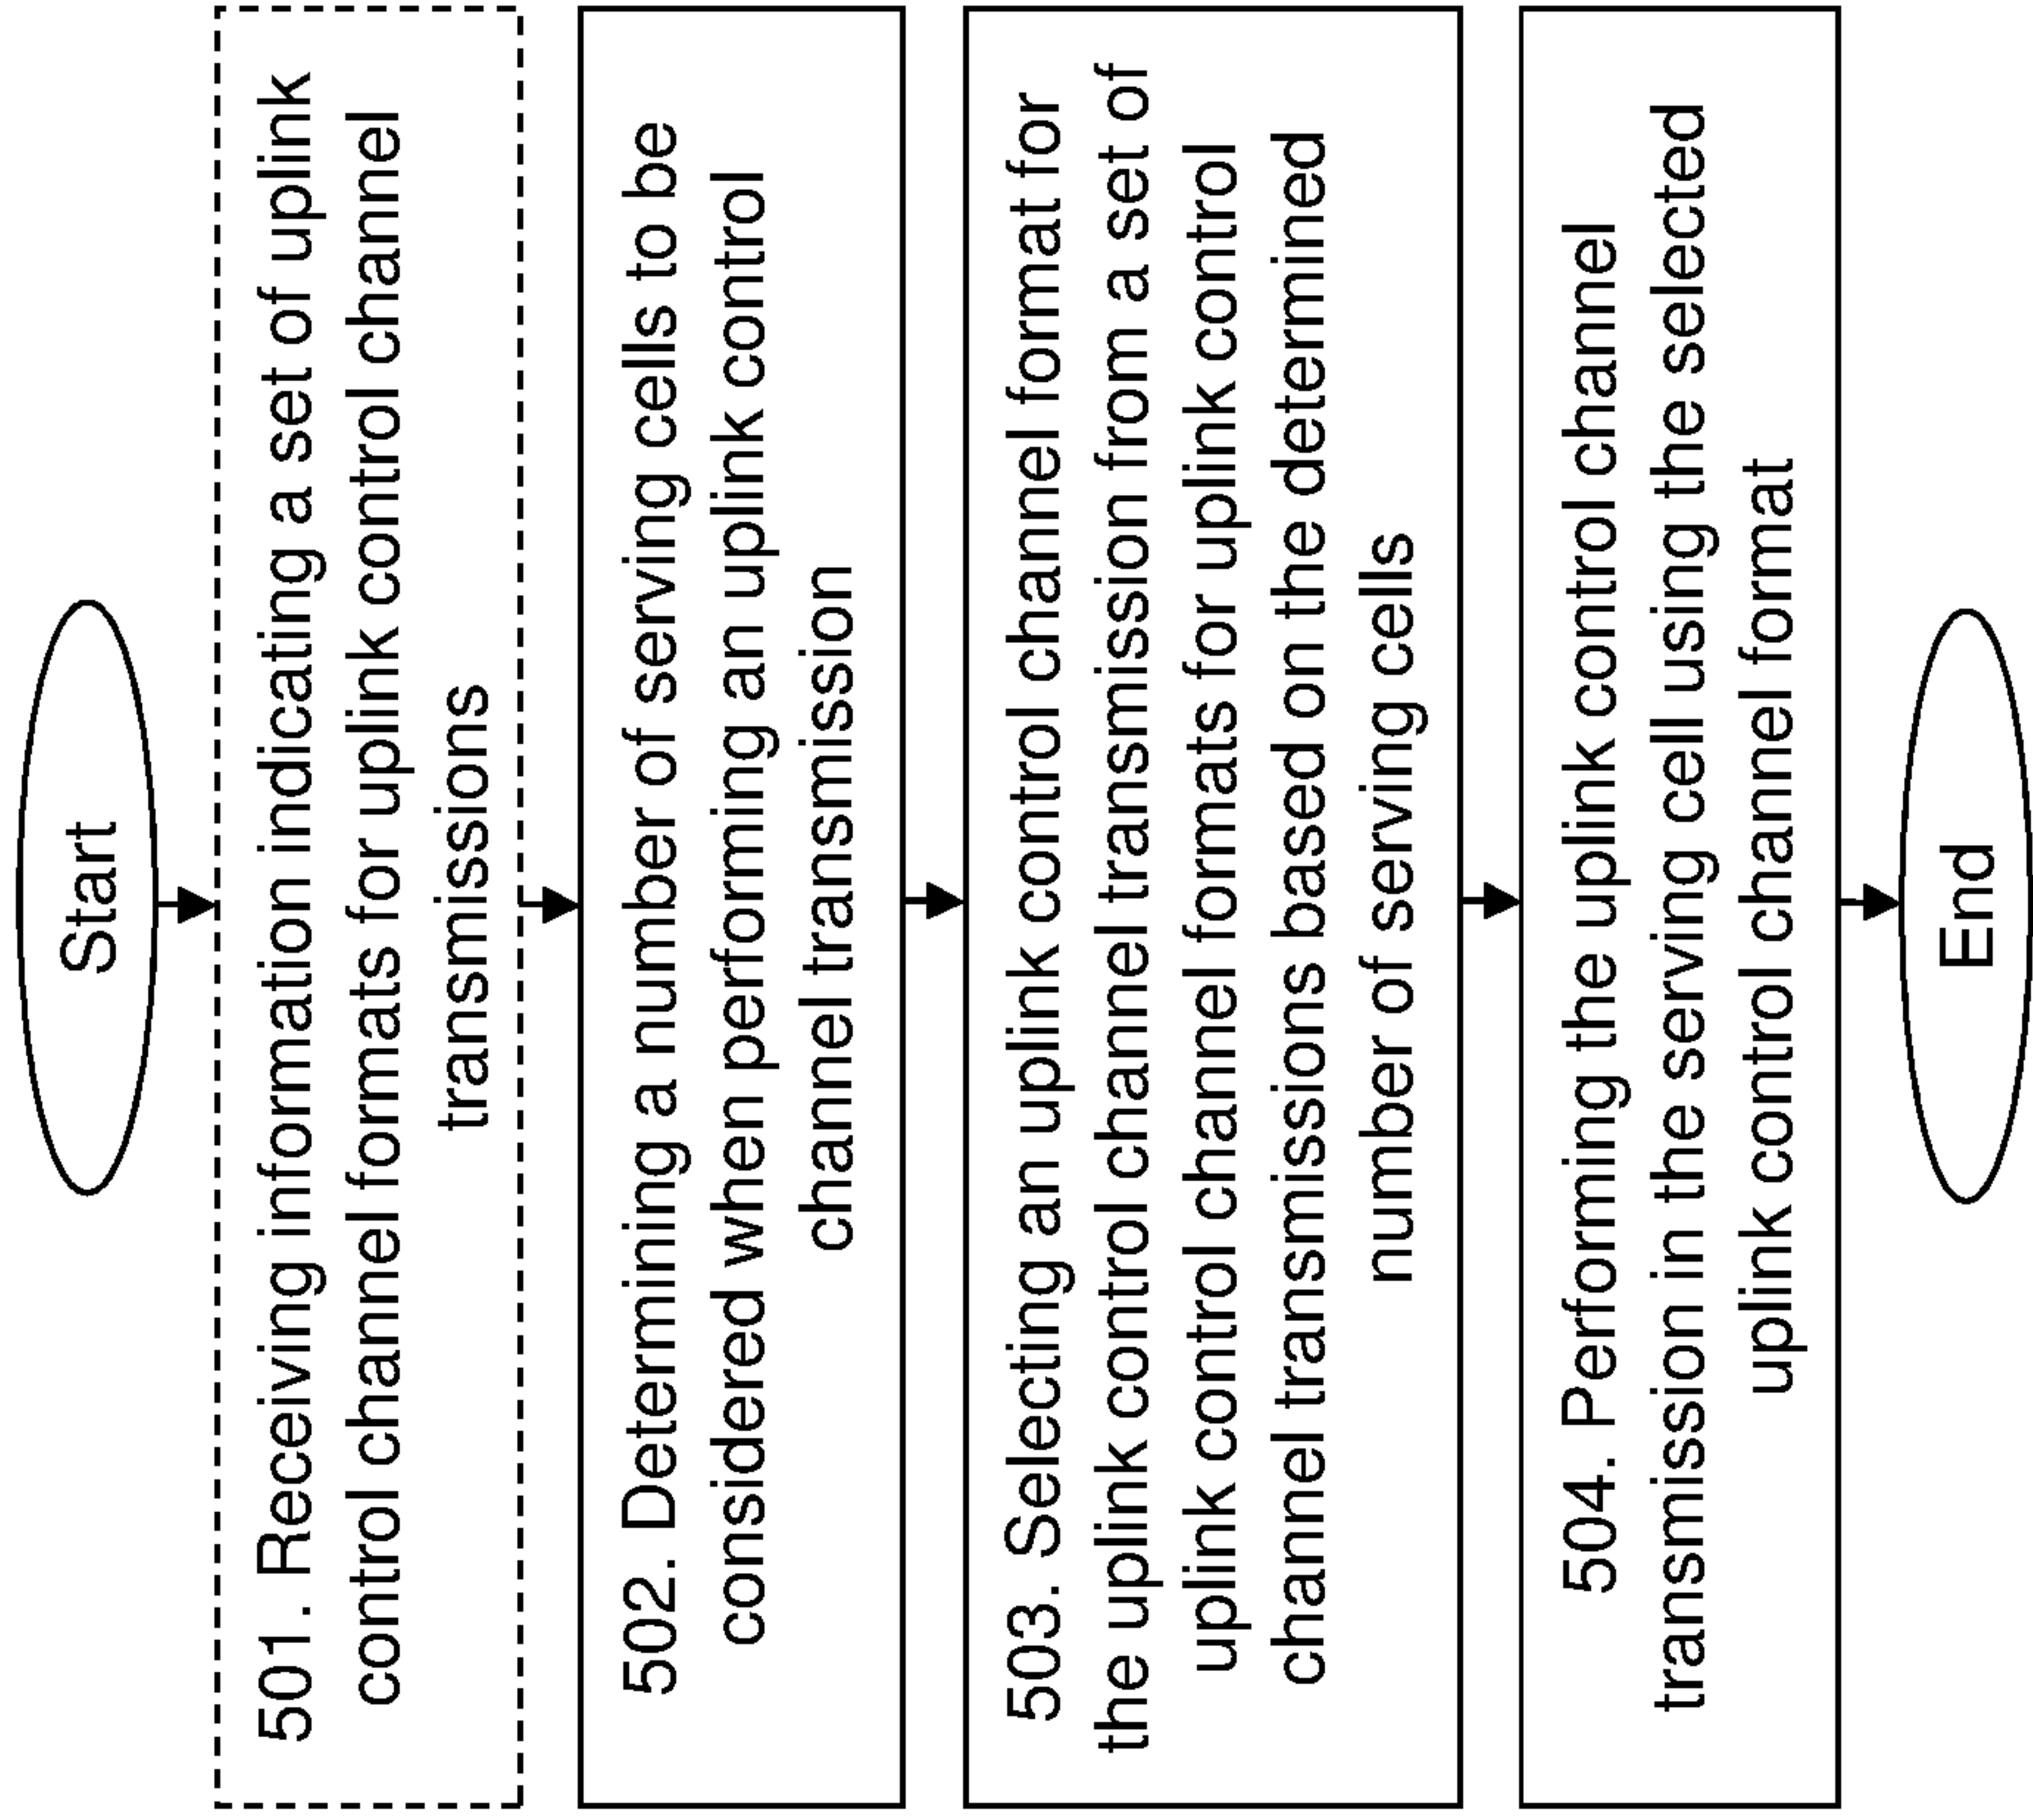 Start
501. Receiving information indicating a set of uplink
control channel formats for uplink control channel
transmissions
502. Determining a number of serving cells to be
considered when performing an uplink control
channel transmission
503. Selecting an uplink control channel format for
the uplink control channel transmission from a set of
uplink control channel formats for uplink control
channel transmissions based on the determined
number of serving cells
504. Performing the uplink control channel
transmission in the serving cell using the selected
uplink control channel format
End